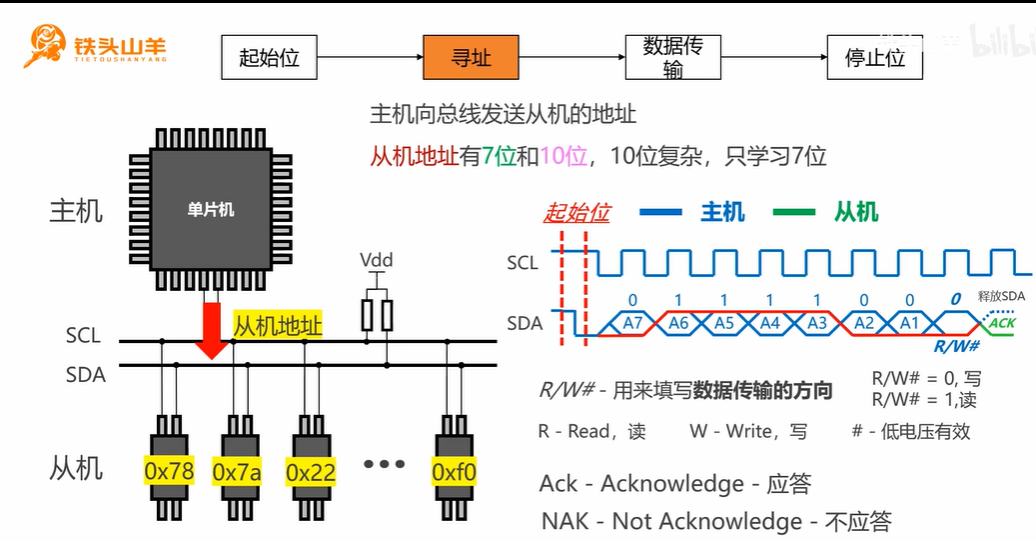 铁头山羊
TIETOUSHANYANG
起始位
寻址
数据传
输
停止位
bilibi
主机向总线发送从机的地址
从机地址有7位和10位，10位复杂，只学习7位
主机
单片机
Vdd
从机地址
SCL
SDA
从机
0x78
0x7a
0x22
•••
0xf0
起始位
主机
从机
SCL
释放SDA
0 1 1 1 1 0 0 0
SDA
A7 A6 A5 A4 A3 A2 A1
ACK
R/W#
R/W# - 用来填写数据传输的方向
R/W# = 0, 写
R/W# = 1,读
R - Read，读
W - Write，写
# - 低电压有效
Ack - Acknowledge - 应答
NAK - Not Acknowledge - 不应答